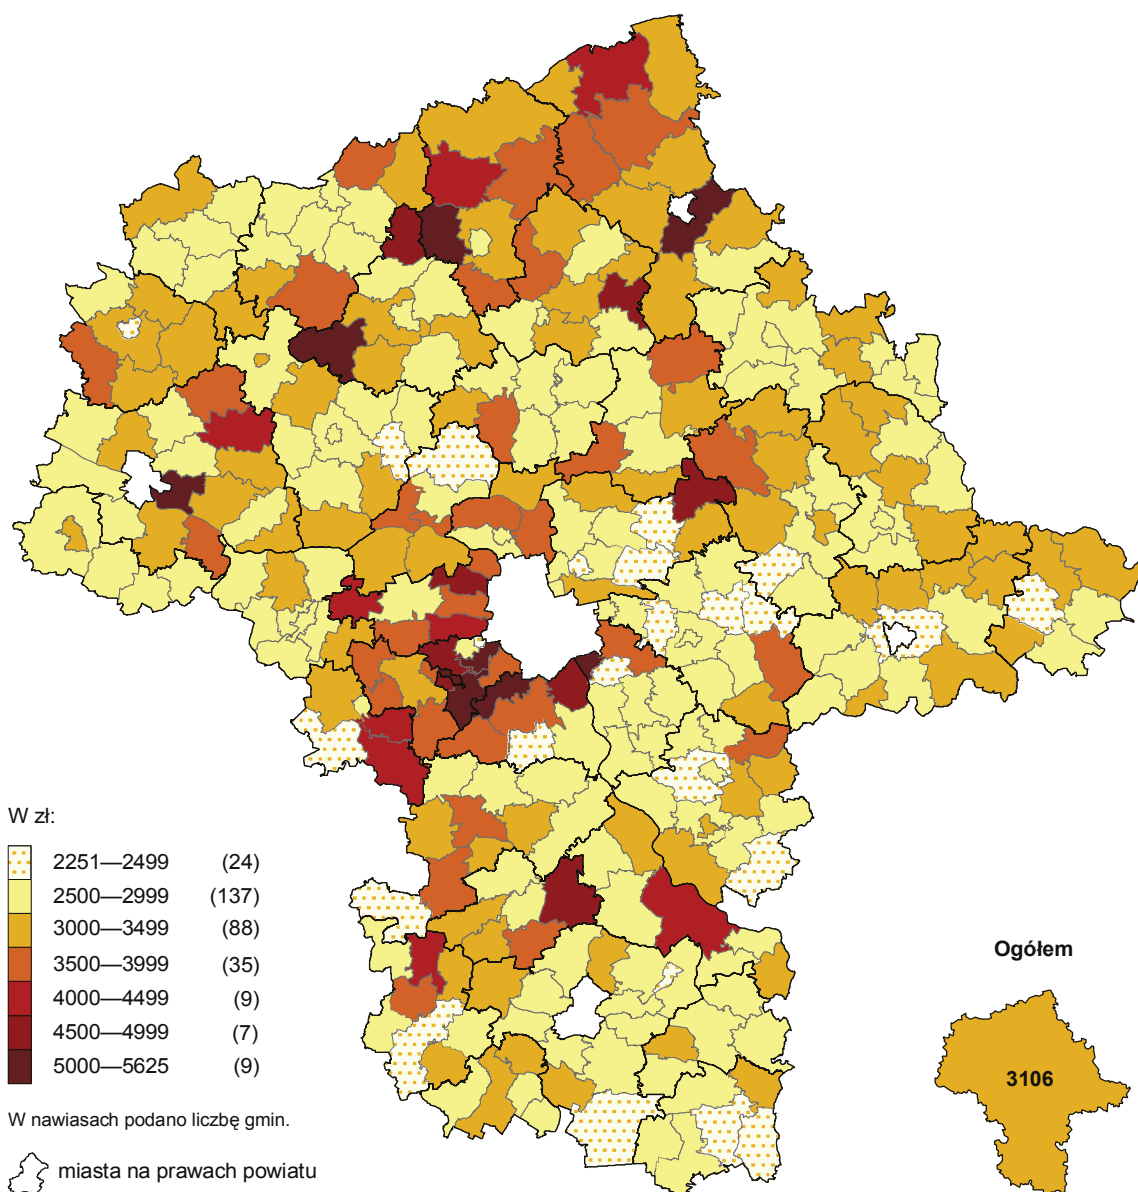 W zł:
2251—2499 (24)
2500—2999 (137)
3000—3499 (88)
3500—3999 (35)
4000—4499 (9)
4500—4999 (7)
5000—5625 (9)
W nawiasach podano liczbę gmin.
miasta na prawach powiatu
Ogółem
3106